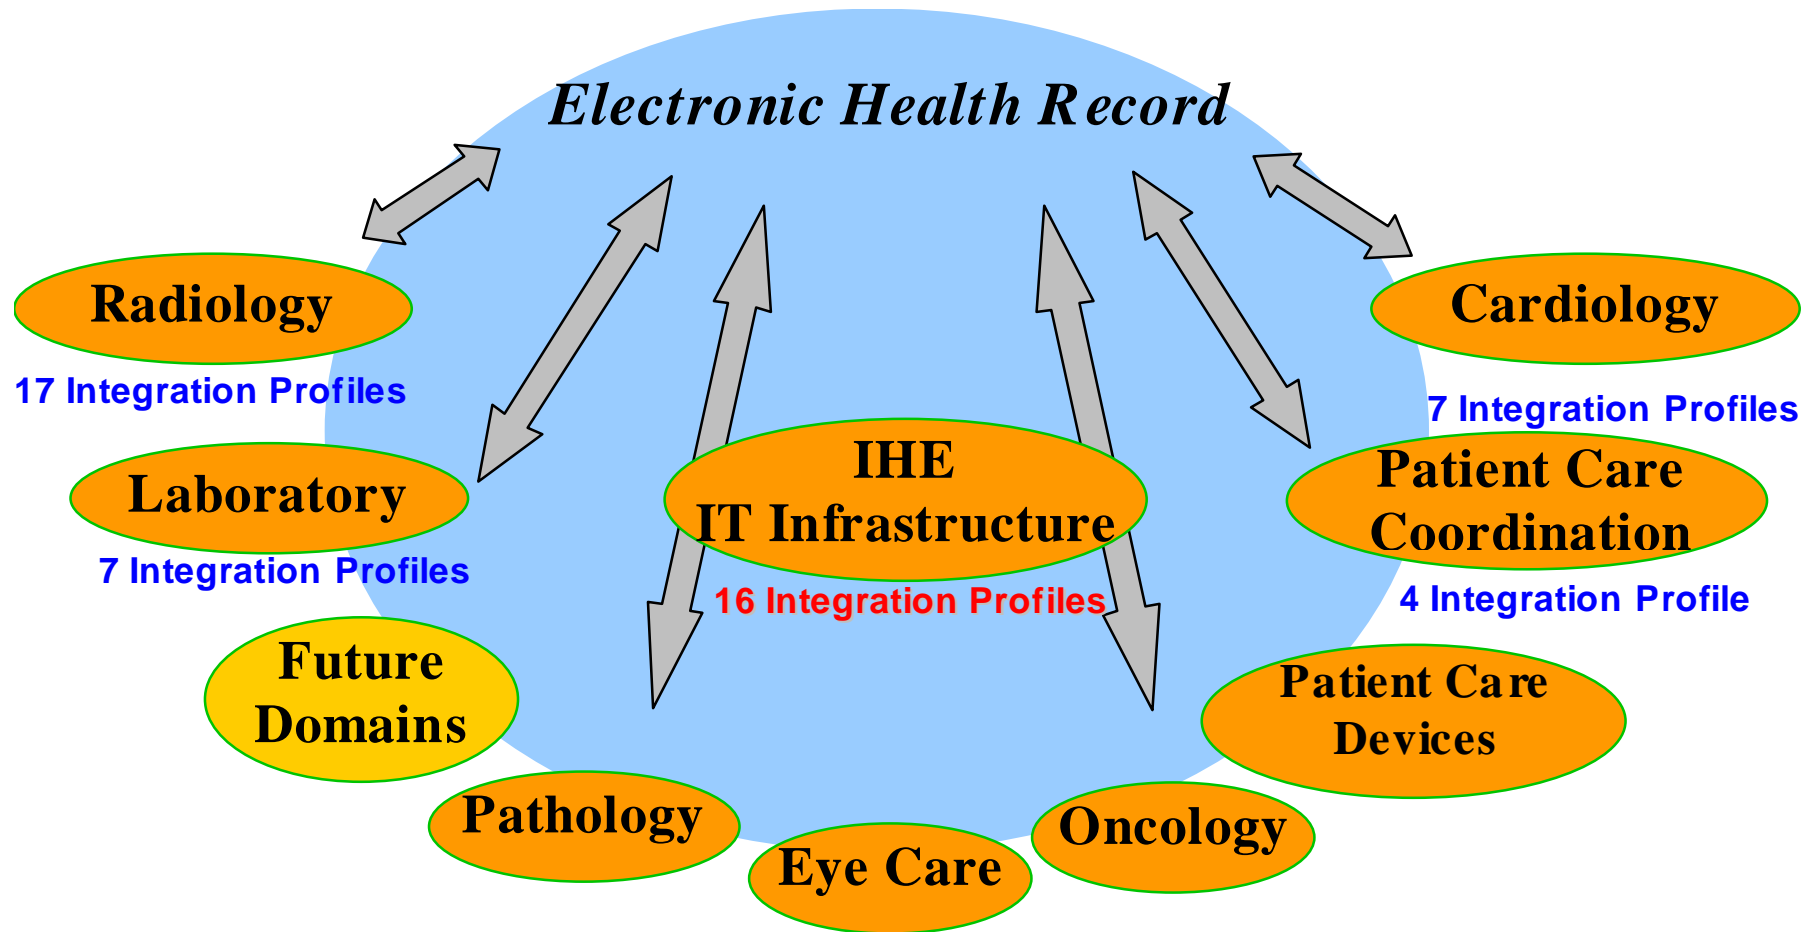 Electronic Health Record
Radiology
Cardiology
17 Integration Profiles
7 Integration Profiles
Laboratory
IHE
IT Infrastructure
Patient Care
Coordination
7 Integration Profiles
16 Integration Profiles
4 Integration Profile
Future
Domains
Patient Care
Devices
Pathology
Eye Care
Oncology